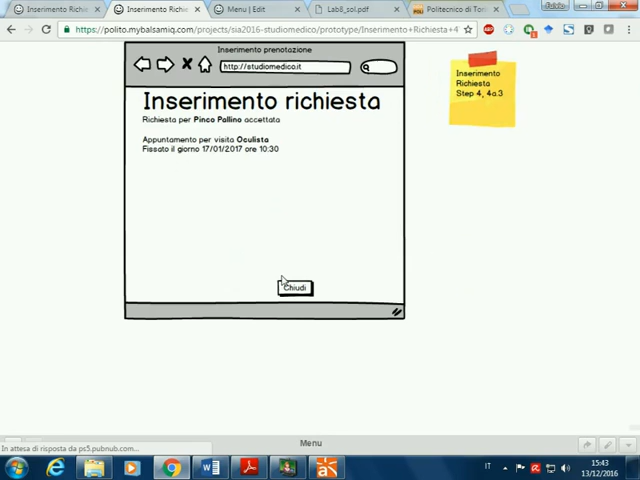 Inserimento Richi
Inserimento Richie
Menu | Edit
Lab8_sol.pdf
Politecnico di Tori
Fulvio
https://polito.mybalsamiq.com/projects/sia2016-studiomedico/prototype/Inserimento+Richiesta+4
Inserimento prenotazione
http://studiomedico.it
Inserimento richiesta
Richiesta per Pinco Pallino accettata
Appuntamento per visita Oculista
Fissato il giorno 17/01/2017 ore 10:30
Chiudi
Inserimento
Richiesta
Step 4, 4a.3
Menu
In attesa di risposta da ps5.pubnub.com...
IT
15:43
13/12/2016